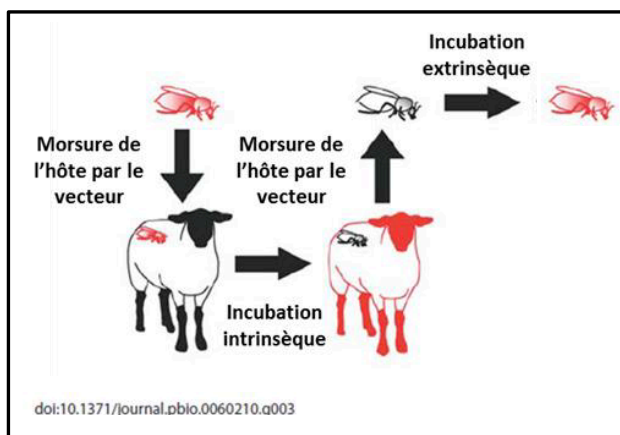 Incubation
extrinsèque
Morsure de
l'hôte par le
vecteur
Morsure de
l'hôte par le
vecteur
Incubation
intrinsèque
doi:10.1371/journal.pbio.0060210.g003